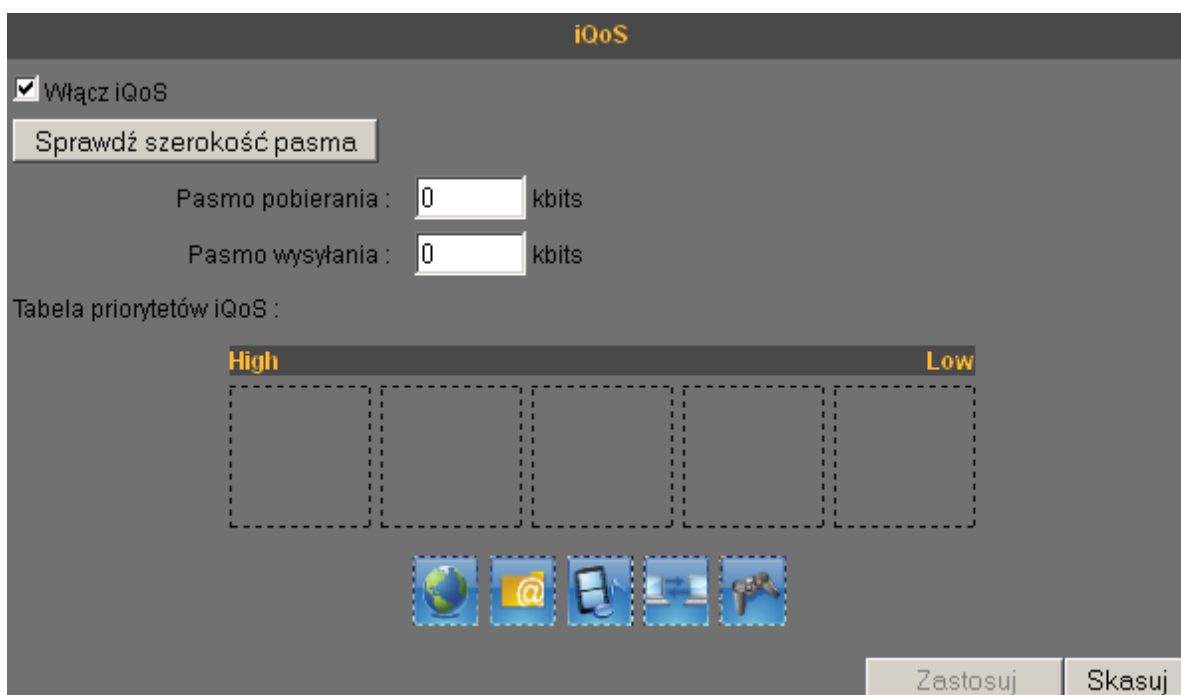 iQoS
Włącz iQoS
Sprawdź szerokość pasma
Pasmo pobierania : 0 kbits
Pasmo wysyłania : 0 kbits
Tabela priorytetów iQoS :
High Low
@
Zastosuj Skasuj